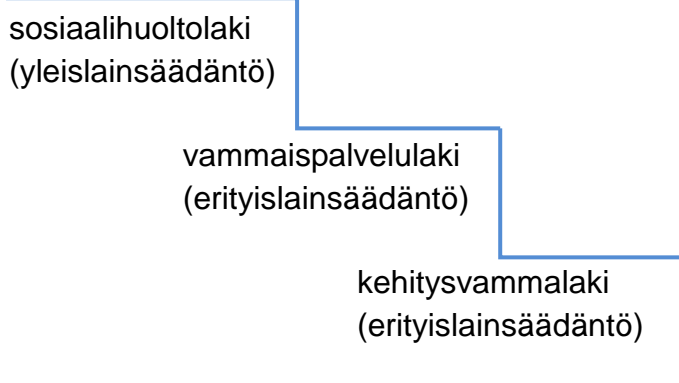 sosiaalihuoltolaki
(yleislainsäädäntö)
vammaispalvelulaki
(erityislainsäädäntö)
kehitysvammalaki
(erityislainsäädäntö)